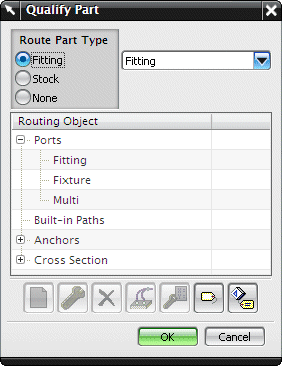 Qualify Part
Route Part Type
Fitting
Fitting
Stock
None
Routing Object
Ports
Fitting
Fixture
Multi
Built-in Paths
Anchors
Cross Section
OK
Cancel